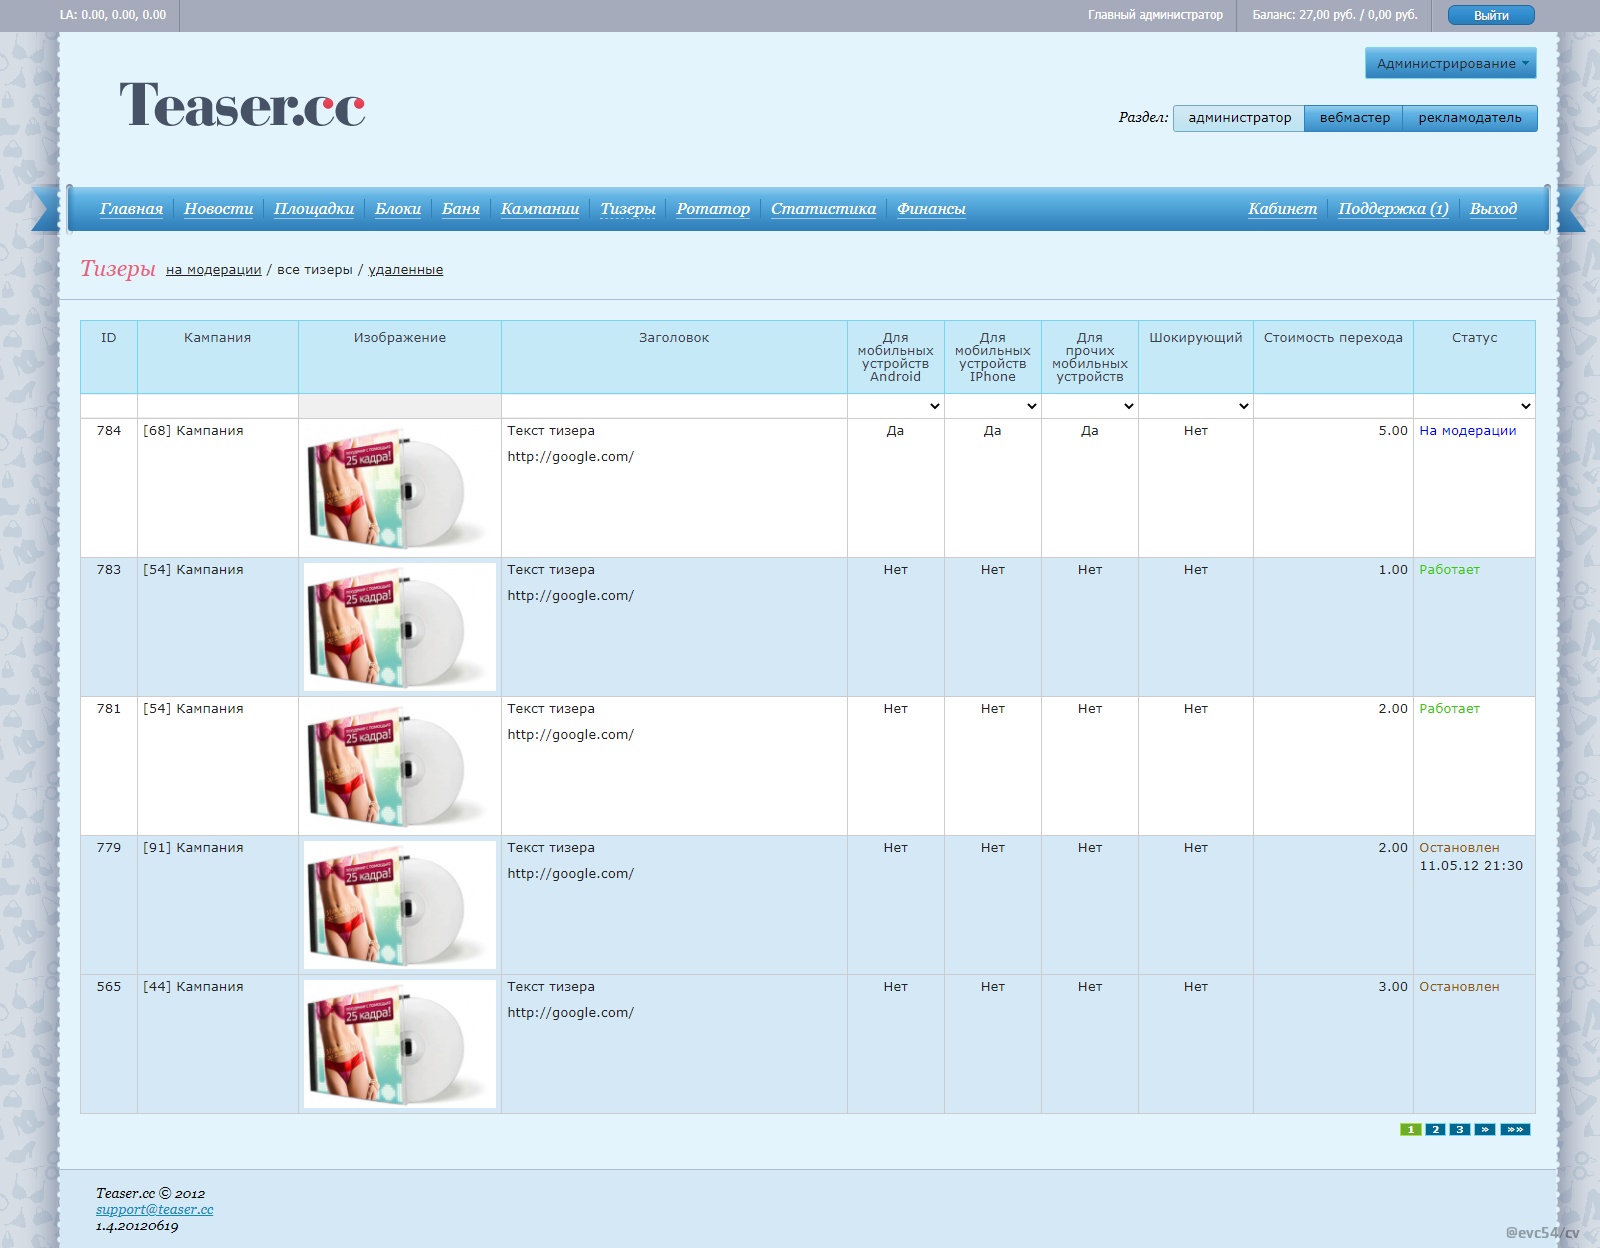 LA: 0.00, 0.00, 0.00
Главный администратор
Баланс: 27,00 руб. / 0,00 руб.
Выйти
Администрирование
Teaser.cc
Раздел: администратор вебмастер рекламодатель
Главная Новости Площадки Блоки Баня Кампании Тизеры Ротатор Статистика Финансы Кабинет Поддержка (1) Выход
Тизеры на модерации / все тизеры / удаленные
ID Кампания Изображение Заголовок Для мобильных устройств Android Для мобильных устройств IPhone Для прочих мобильных устройств Шокирующий Стоимость перехода Статус
784 [68] Кампания Текст тизера Да Да Да Нет 5.00 На модерации
http://google.com/
25 кадра!
783 [54] Кампания Текст тизера Нет Нет Нет Нет 1.00 Работает
http://google.com/
25 кадра!
781 [54] Кампания Текст тизера Нет Нет Нет Нет 2.00 Работает
http://google.com/
25 кадра!
779 [91] Кампания Текст тизера Нет Нет Нет Нет 2.00 Остановлен
11.05.12 21:30
http://google.com/
25 кадра!
565 [44] Кампания Текст тизера Нет Нет Нет Нет 3.00 Остановлен
http://google.com/
25 кадра!
1 2 3 » »»
Teaser.cc © 2012
support@teaser.cc
1.4.20120619
@evc54/cv